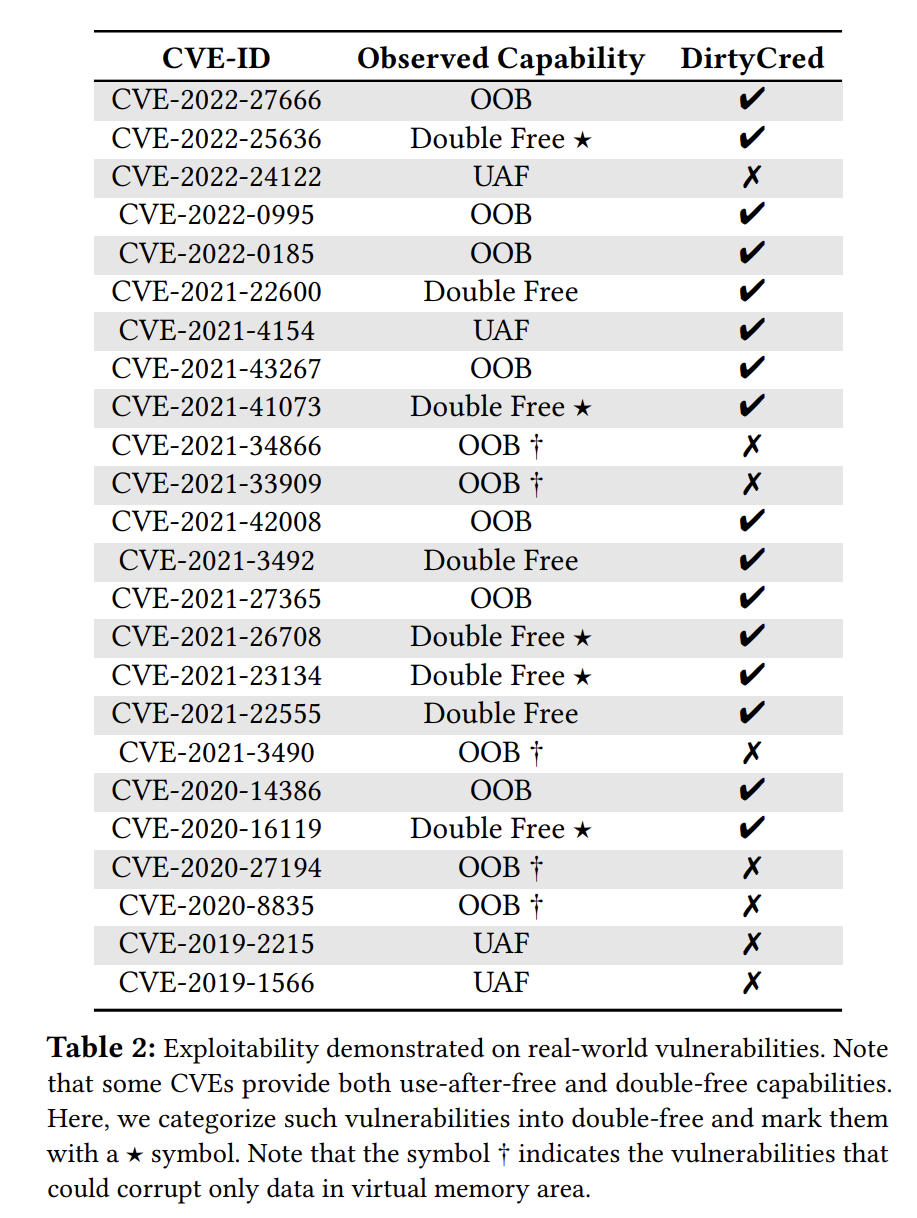 CVE-ID Observed Capability DirtyCred
CVE-2022-27666 OOB ✔
CVE-2022-25636 Double Free ★ ✔
CVE-2022-24122 UAF ✗
CVE-2022-0995 OOB ✔
CVE-2022-0185 OOB ✔
CVE-2021-22600 Double Free ✔
CVE-2021-4154 UAF ✔
CVE-2021-43267 OOB ✔
CVE-2021-41073 Double Free ★ ✔
CVE-2021-34866 OOB † ✗
CVE-2021-33909 OOB † ✗
CVE-2021-42008 OOB ✔
CVE-2021-3492 Double Free ✔
CVE-2021-27365 OOB ✔
CVE-2021-26708 Double Free ★ ✔
CVE-2021-23134 Double Free ★ ✔
CVE-2021-22555 Double Free ✔
CVE-2021-3490 OOB † ✗
CVE-2020-14386 OOB ✔
CVE-2020-16119 Double Free ★ ✔
CVE-2020-27194 OOB † ✗
CVE-2020-8835 OOB † ✗
CVE-2019-2215 UAF ✗
CVE-2019-1566 UAF ✗
Table 2: Exploitability demonstrated on real-world vulnerabilities. Note
that some CVEs provide both use-after-free and double-free capabilities.
Here, we categorize such vulnerabilities into double-free and mark them
with a ★ symbol. Note that the symbol † indicates the vulnerabilities that
could corrupt only data in virtual memory area.